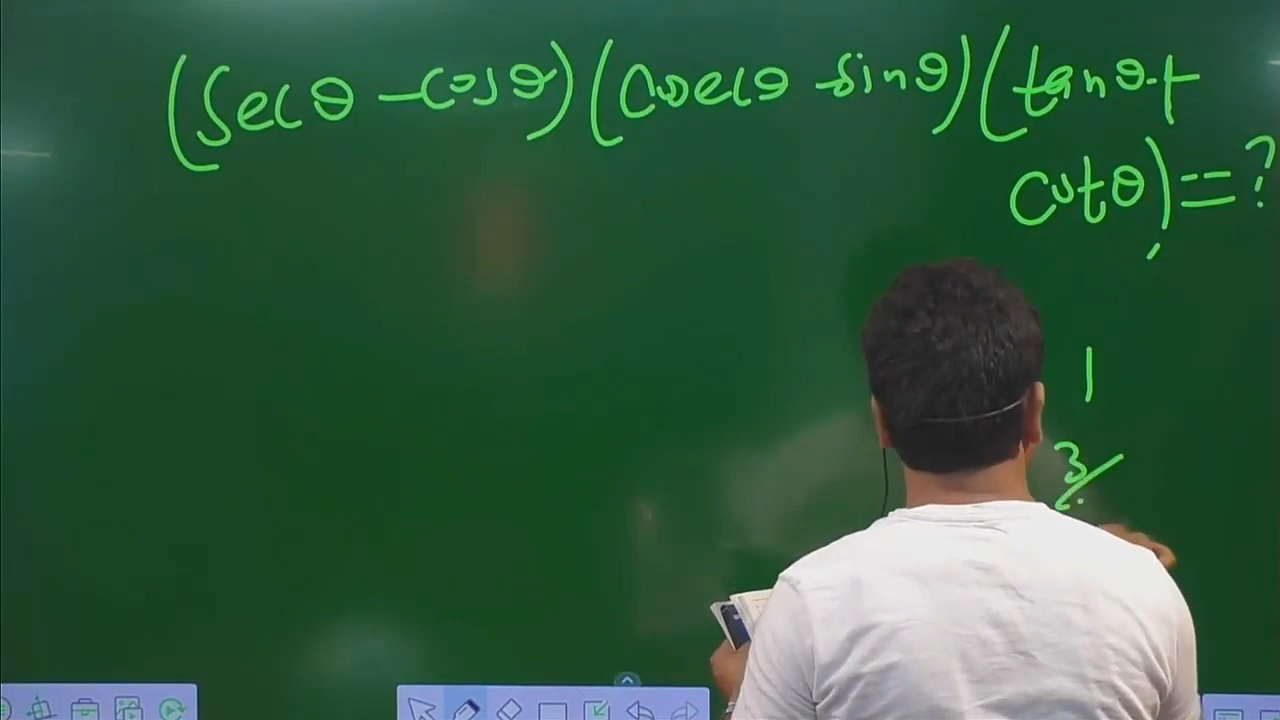 (Secθ - cosθ)(cosecθ - sinθ)(tanθ +
cotθ) = ?
1
3/